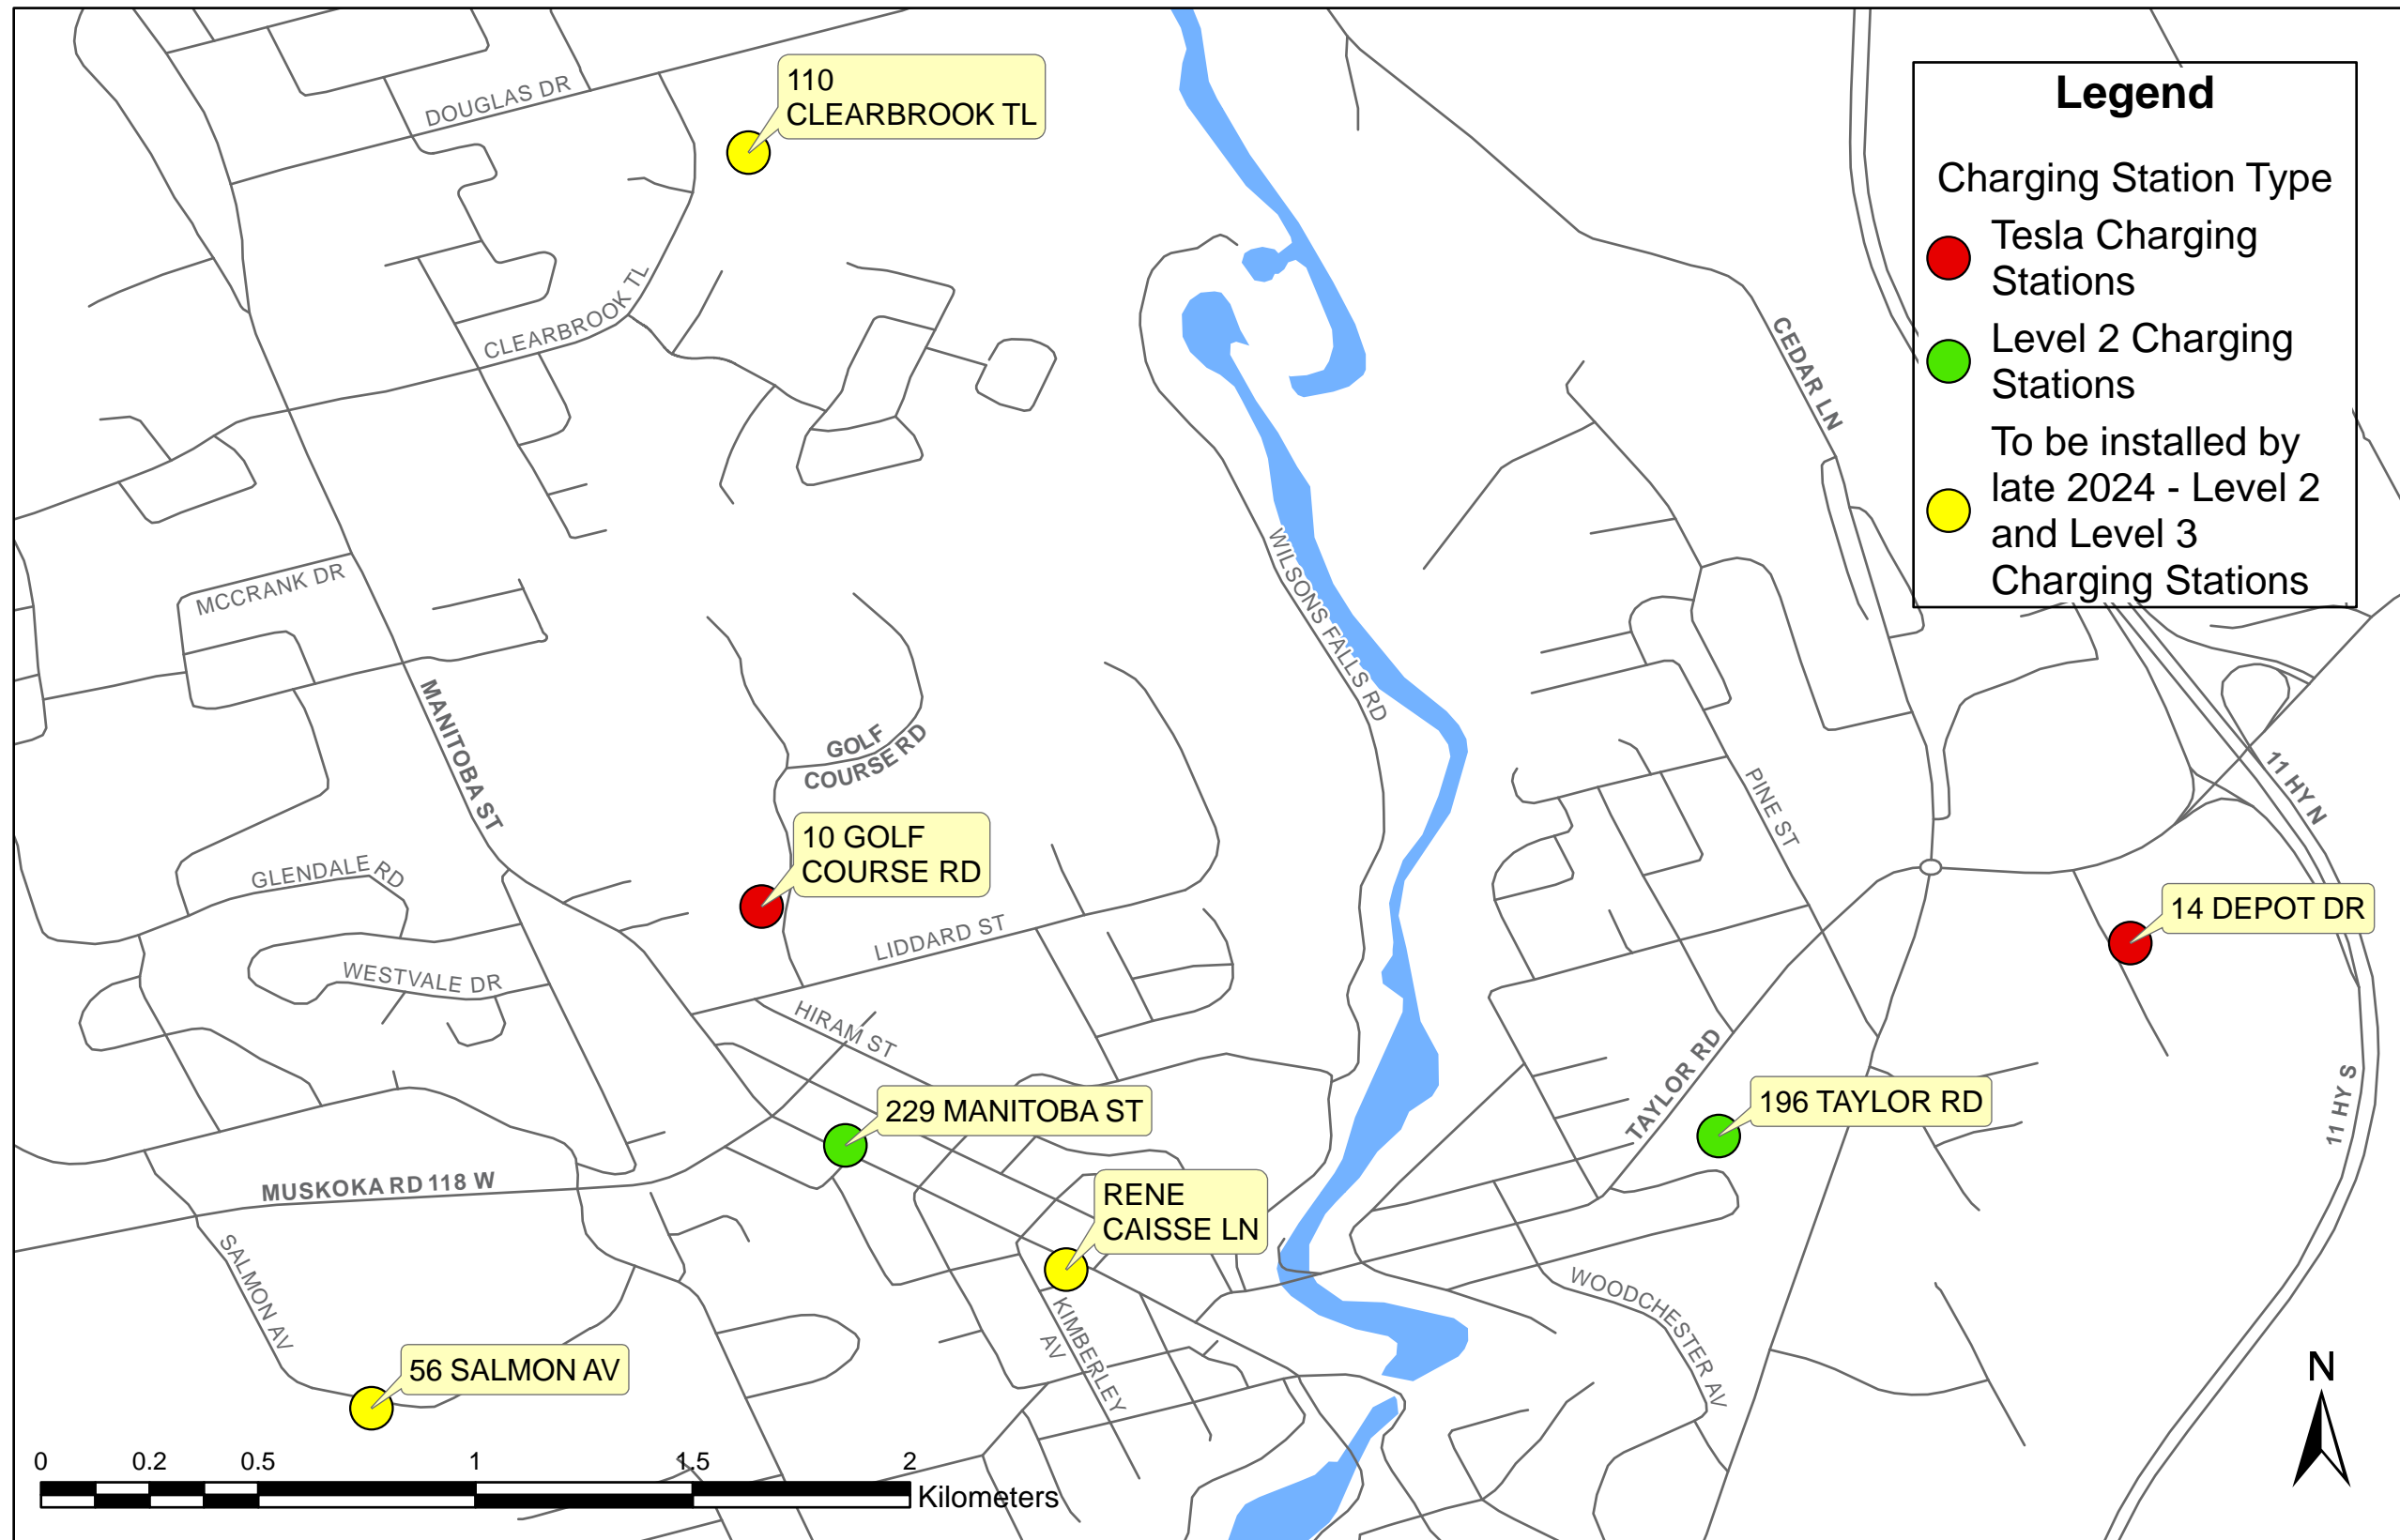 DOUGLAS DR
110
CLEARBROOK TL
CLEARBROOK TL
Legend
Charging Station Type
Tesla Charging
Stations
Level 2 Charging
Stations
To be installed by
late 2024 - Level 2
and Level 3
Charging Stations
CEDAR LN
WILSONS FALLS RD
MCCRANK DR
MANITOBA ST
GOLF
COURSE RD
10 GOLF
COURSE RD
PINE ST
11 HY N
GLENDALE RD
LIDDARD ST
14 DEPOT DR
WESTVALE DR
HIRAM ST
TAYLOR RD
229 MANITOBA ST
196 TAYLOR RD
11 HY S
MUSKOKA RD 118 W
RENE
CAISSE LN
SALMON AV
KIMBERLEY
AV
WOODCHESTER AV
56 SALMON AV
N
0 0.2 0.5 1 1.5 2
Kilometers